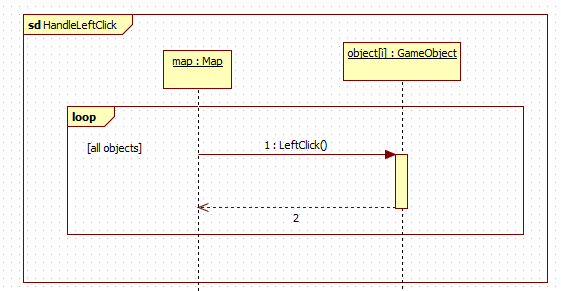 sd HandleLeftClick
map : Map
object[i] : GameObject
loop
[all objects]
1 : LeftClick()
2